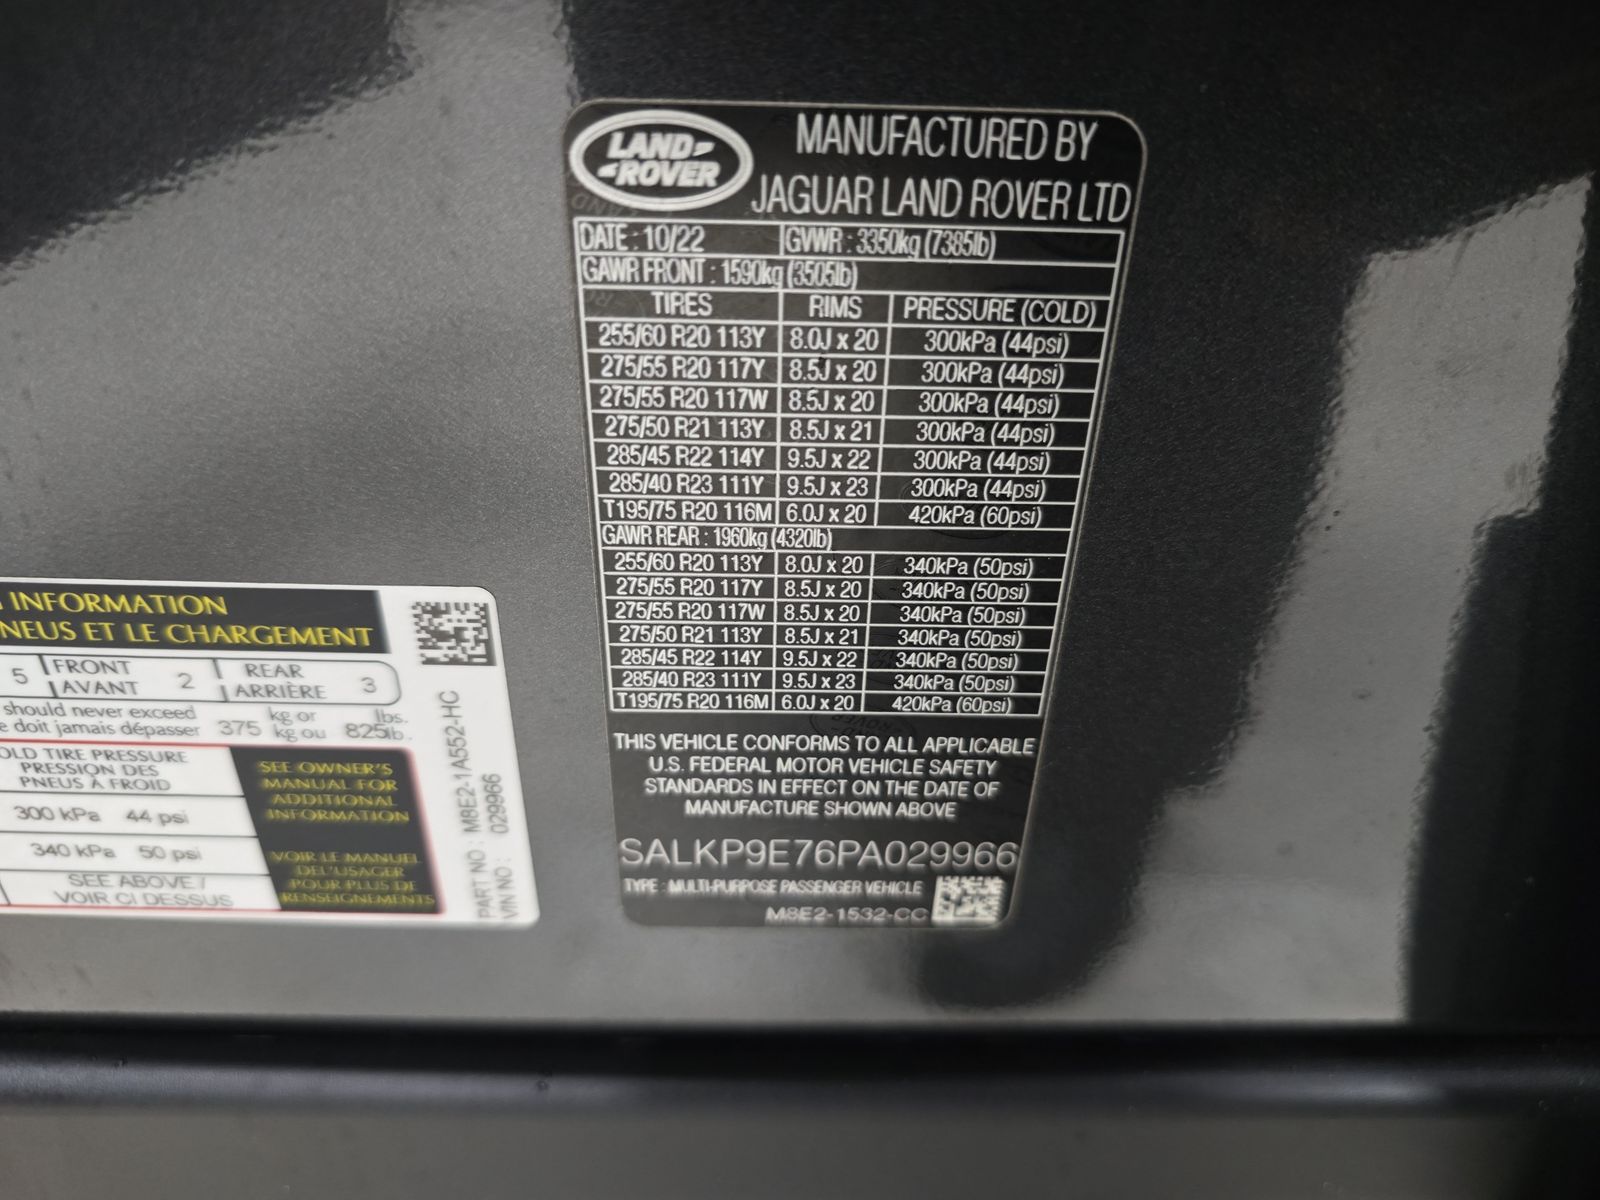 LAND
ROVER
MANUFACTURED BY
JAGUAR LAND ROVER LTD
DATE : 10/22 GVWR : 3350kg (7385lb)
GAWR FRONT : 1590kg (3505lb)
TIRES RIMS PRESSURE (COLD)
255/60 R20 113Y 8.0J x 20 300kPa (44psi)
275/55 R20 117Y 8.5J x 20 300kPa (44psi)
275/55 R20 117W 8.5J x 20 300kPa (44psi)
275/50 R21 113Y 8.5J x 21 300kPa (44psi)
285/45 R22 114Y 9.5J x 22 300kPa (44psi)
285/40 R23 111Y 9.5J x 23 300kPa (44psi)
T195/75 R20 116M 6.0J x 20 420kPa (60psi)
GAWR REAR : 1960kg (4320lb)
255/60 R20 113Y 8.0J x 20 340kPa (50psi)
275/55 R20 117Y 8.5J x 20 340kPa (50psi)
275/55 R20 117W 8.5J x 20 340kPa (50psi)
275/50 R21 113Y 8.5J x 21 340kPa (50psi)
285/45 R22 114Y 9.5J x 22 340kPa (50psi)
285/40 R23 111Y 9.5J x 23 340kPa (50psi)
T195/75 R20 116M 6.0J x 20 420kPa (60psi)
THIS VEHICLE CONFORMS TO ALL APPLICABLE
U.S. FEDERAL MOTOR VEHICLE SAFETY
STANDARDS IN EFFECT ON THE DATE OF
MANUFACTURE SHOWN ABOVE
SALKP9E76PA029966
TYPE : MULTI-PURPOSE PASSENGER VEHICLE
M8E2-1532-CC
INFORMATION
NEUS ET LE CHARGEMENT
5 FRONT 2 REAR 3
AVANT ARRIÈRE
should never exceed 375 kg or 825 lbs.
e doit jamais dépasser kg ou lb.
OLD TIRE PRESSURE
PRESSION DES
PNEUS À FROID
300 kPa 44 psi
340 kPa 50 psi
SEE ABOVE /
VOIR CI DESSUS
SEE OWNER'S
MANUAL FOR
ADDITIONAL
INFORMATION
VOIR LE MANUEL
DE L'USAGER
POUR PLUS DE
RENSEIGNEMENTS
PART NO : M8E2-1A552-HC
VIN NO : 029966